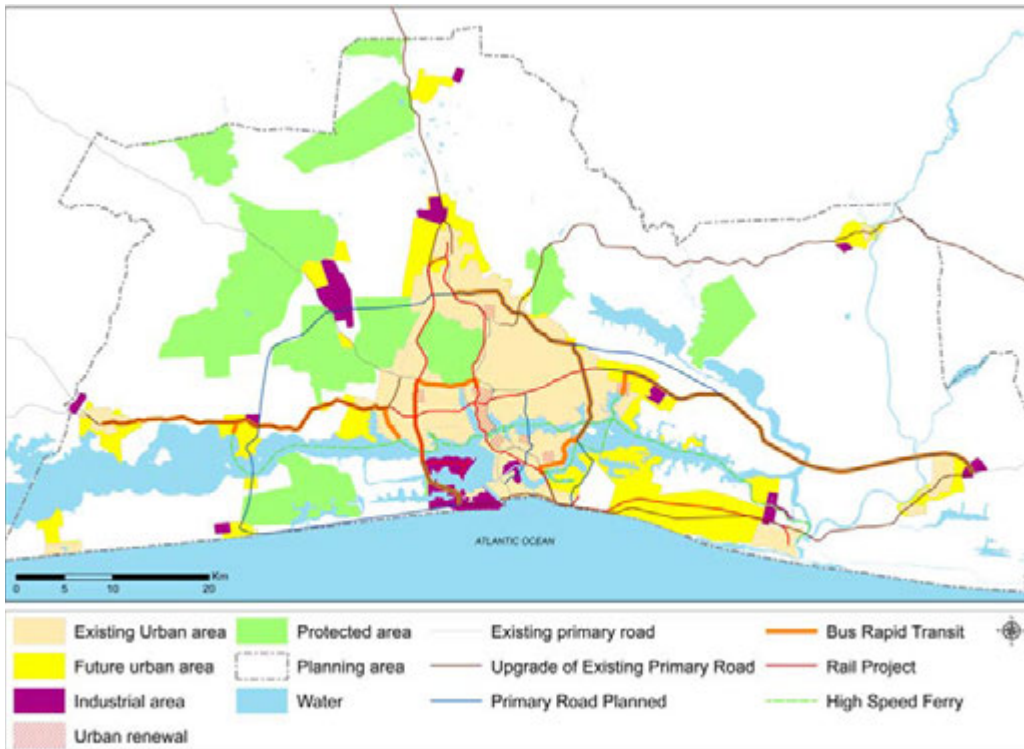 ATLANTIC OCEAN
Km
0 5 10 20
Existing Urban area
Protected area
Existing primary road
Bus Rapid Transit
Future urban area
Planning area
Upgrade of Existing Primary Road
Rail Project
Industrial area
Water
Primary Road Planned
High Speed Ferry
Urban renewal